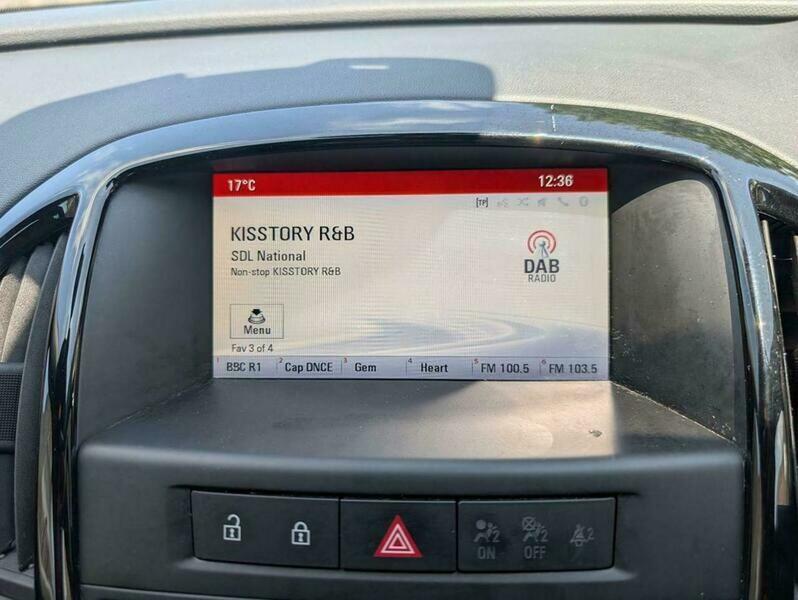 17°C 12:36
[TP]
KISSTORY R&B
SDL National
Non-stop KISSTORY R&B
DAB
RADIO
Menu
Fav 3 of 4
1 BBC R1 2 Cap DNCE 3 Gem 4 Heart 5 FM 100.5 6 FM 103.5
2 ON 2 OFF 2